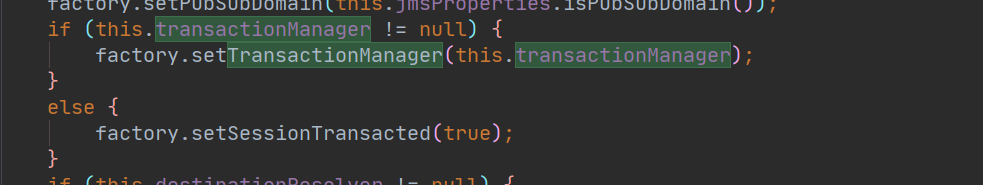 factory.setPubSubDomain(this.jmsProperties.isPubSubDomain());
if (this.transactionManager != null) {
factory.setTransactionManager(this.transactionManager);
}
else {
factory.setSessionTransacted(true);
}
if (this.destinationResolver != null) {